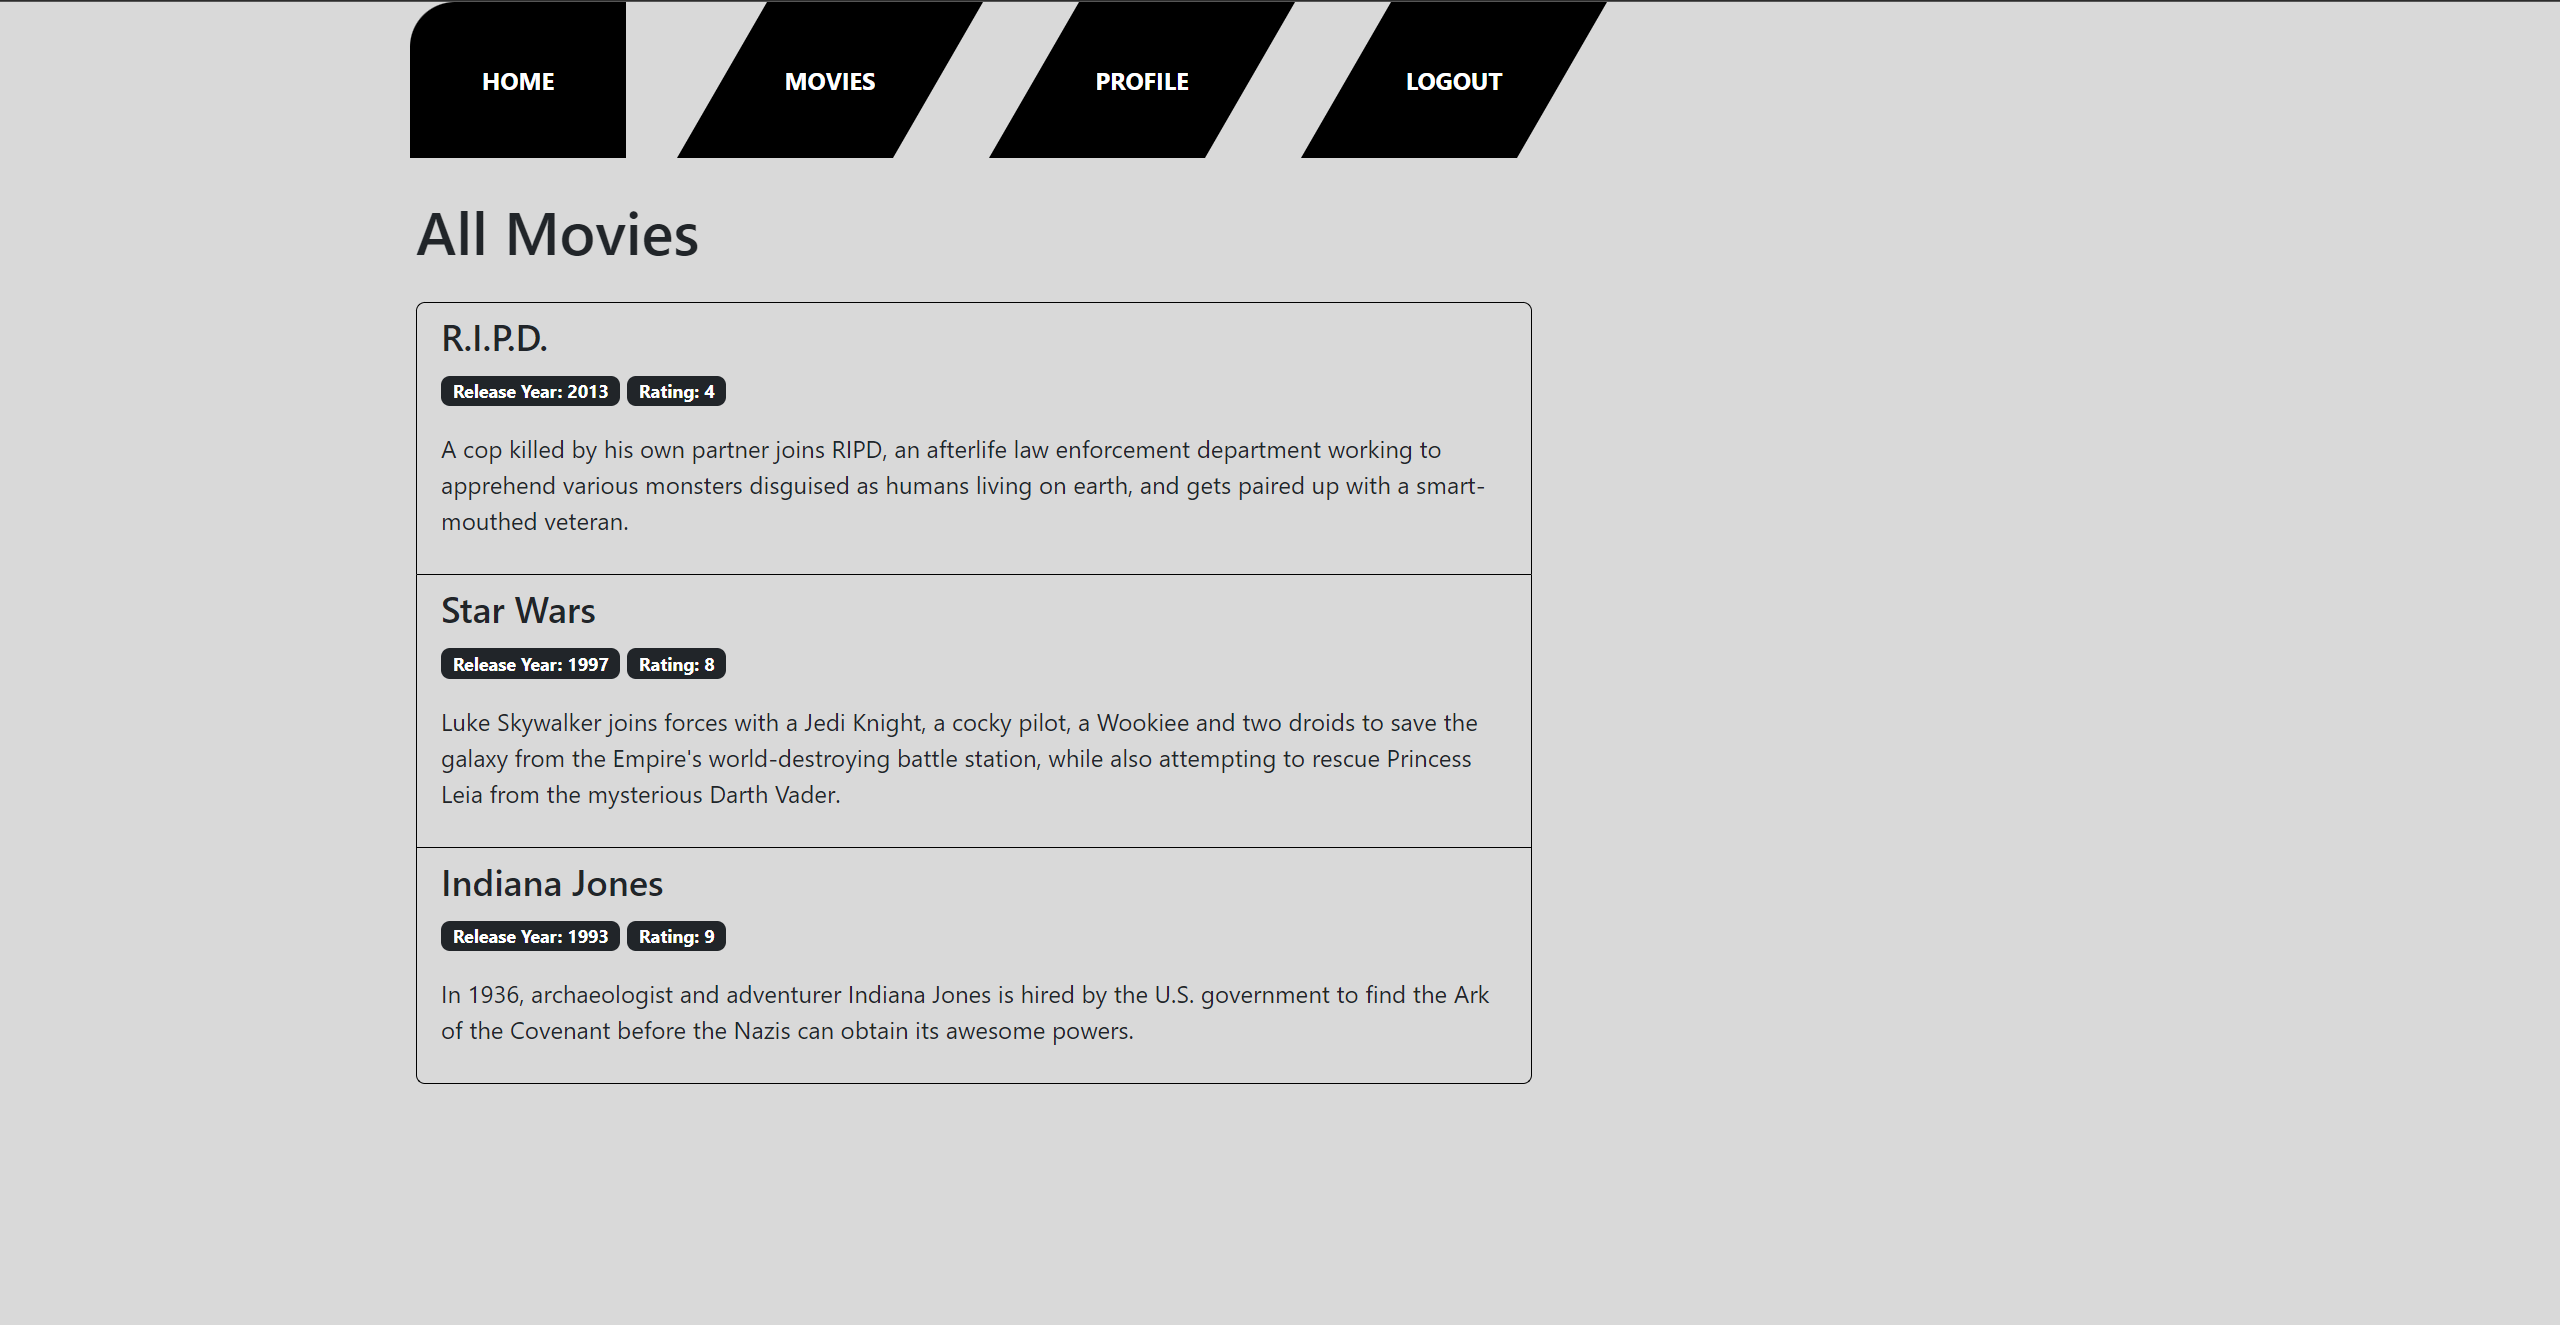 HOME MOVIES PROFILE LOGOUT
All Movies
R.I.P.D.
Release Year: 2013 Rating: 4
A cop killed by his own partner joins RIPD, an afterlife law enforcement department working to
apprehend various monsters disguised as humans living on earth, and gets paired up with a smart-
mouthed veteran.
Star Wars
Release Year: 1997 Rating: 8
Luke Skywalker joins forces with a Jedi Knight, a cocky pilot, a Wookiee and two droids to save the
galaxy from the Empire's world-destroying battle station, while also attempting to rescue Princess
Leia from the mysterious Darth Vader.
Indiana Jones
Release Year: 1993 Rating: 9
In 1936, archaeologist and adventurer Indiana Jones is hired by the U.S. government to find the Ark
of the Covenant before the Nazis can obtain its awesome powers.